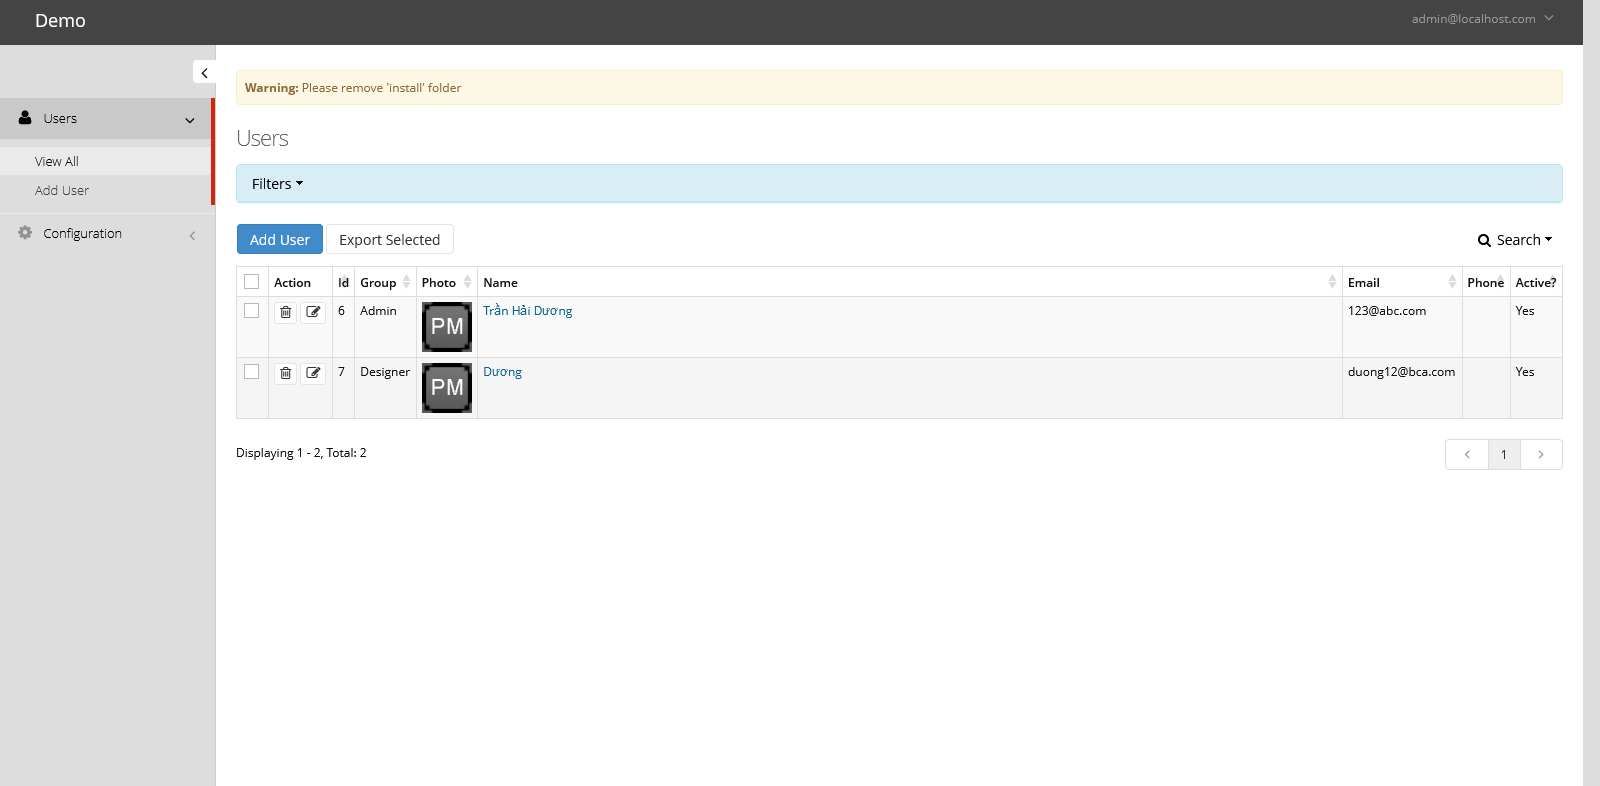 Demo
admin@localhost.com
Warning: Please remove 'install' folder
Users
View All
Add User
Configuration
Users
Filters
Add User Export Selected Search
Action Id Group Photo Name Email Phone Active?
6 Admin PM Trần Hải Dương 123@abc.com Yes
7 Designer PM Dương duong12@bca.com Yes
Displaying 1 - 2, Total: 2
1